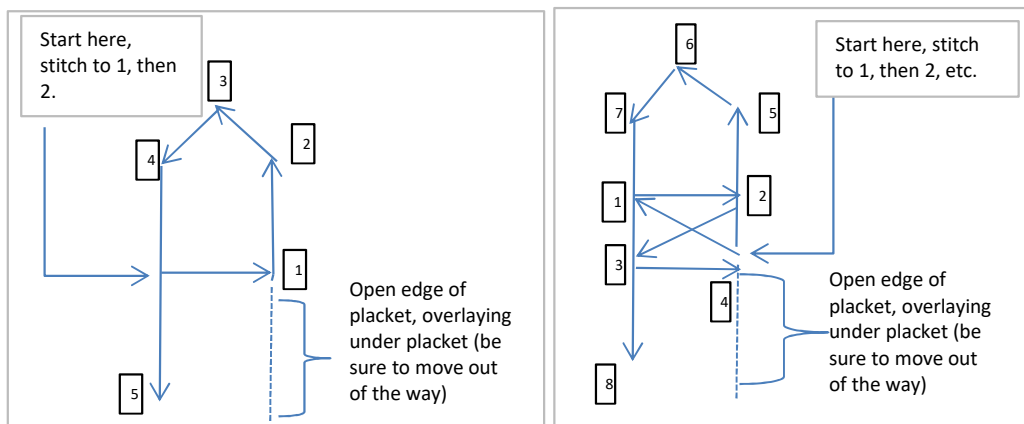 Start here,
stitch to 1, then
2.
3
4
2
1
Open edge of
placket, overlaying
under placket (be
sure to move out
of the way)
5
6
Start here, stitch
to 1, then 2, etc.
7
5
1
2
3
4
Open edge of
placket, overlaying
under placket (be
sure to move out
of the way)
8